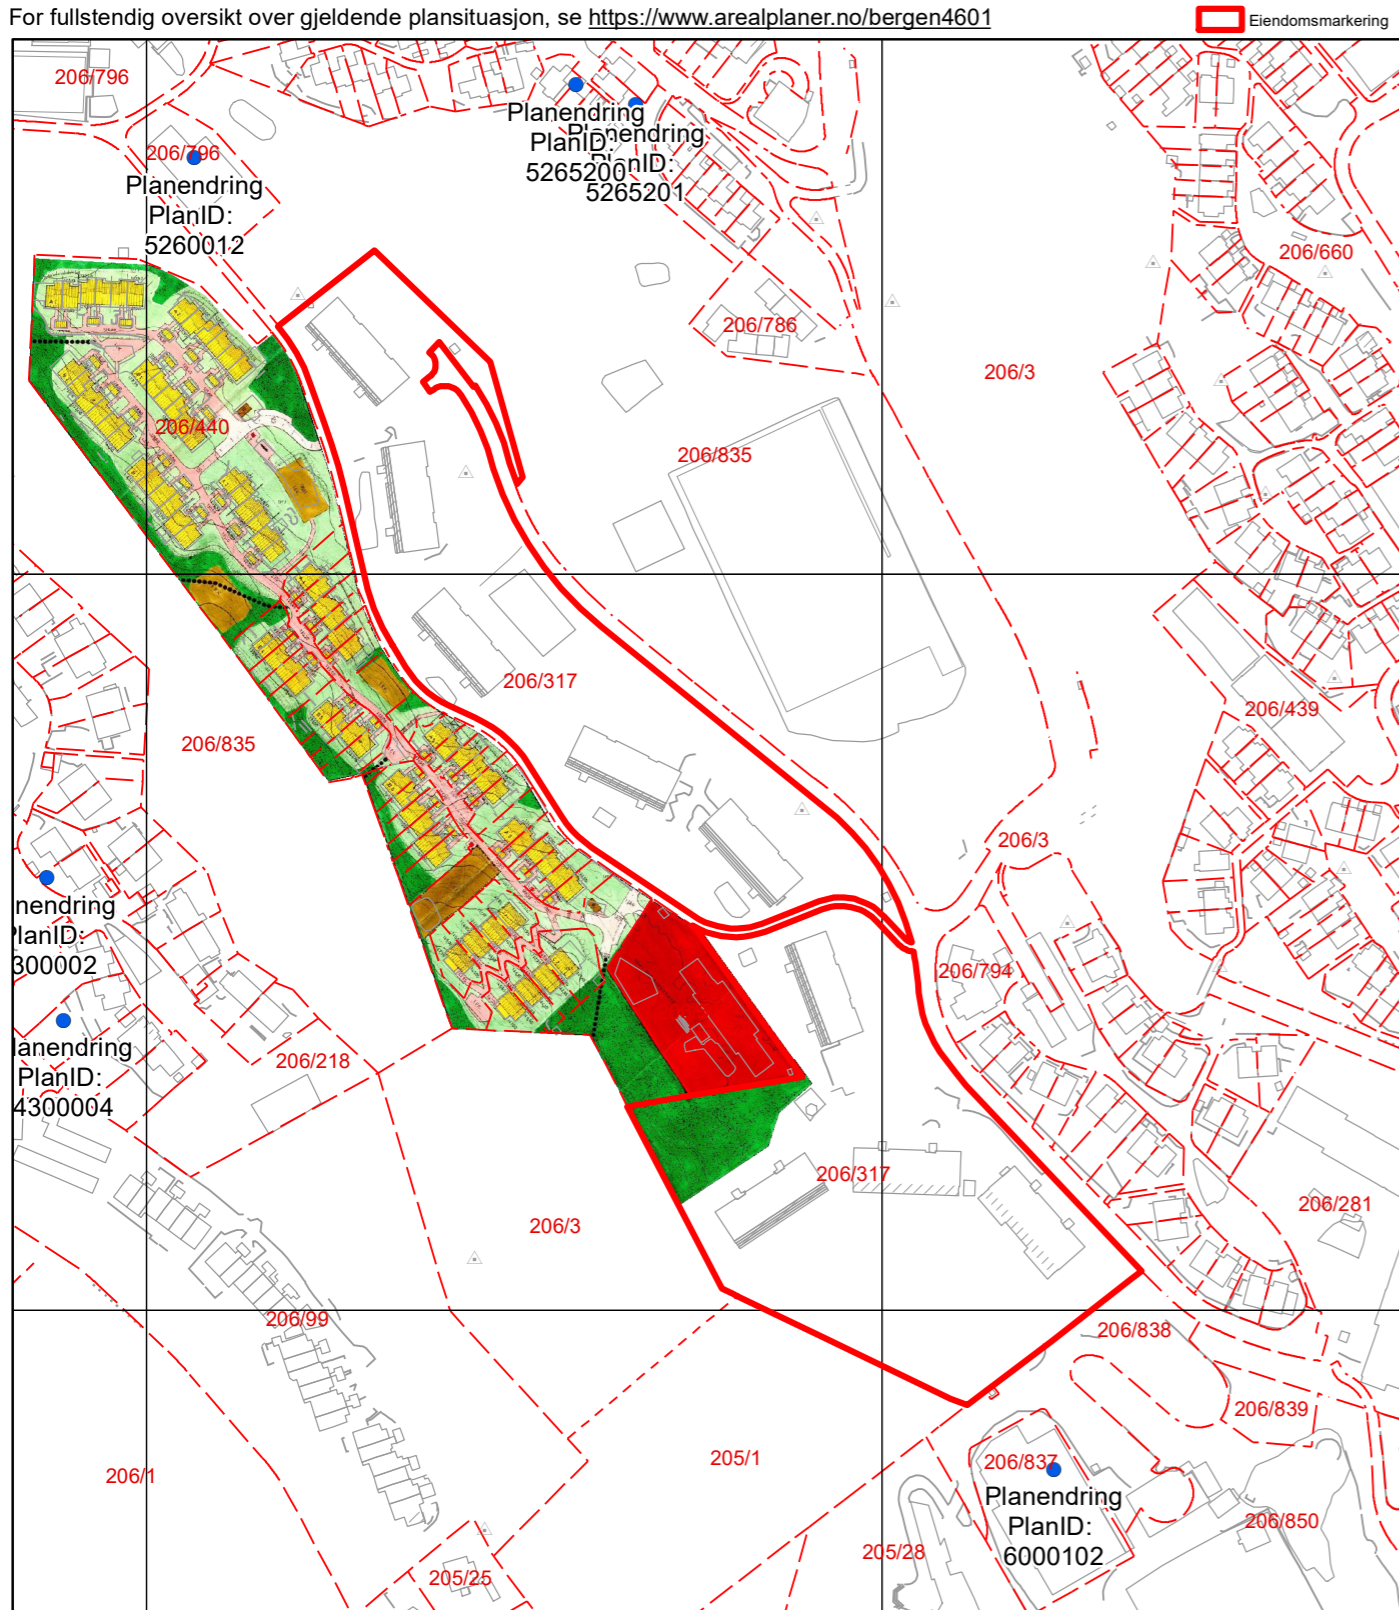 For fullstendig oversikt over gjeldende plansituasjon, se https://www.arealplaner.no/bergen4601
Eiendomsmarkering
206/796
Planendring
PlanID:
5265200
Planendring
PlanID:
5265201
206/796
Planendring
PlanID:
5260012
206/660
206/786
206/3
206/440
206/835
206/317
206/439
206/835
206/3
nendring
PlanID:
300002
206/794
lanendring
PlanID:
4300004
206/218
206/317
206/281
206/3
206/99
206/838
206/839
206/1
205/1
206/837
Planendring
PlanID:
6000102
206/850
205/28
205/25